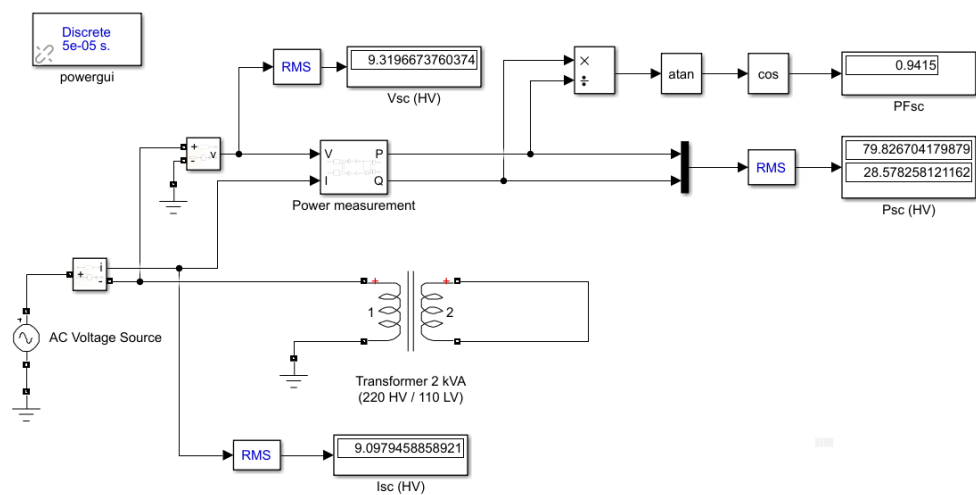 Discrete
5e-05 s.
powergui
RMS
9.3196673760374
Vsc (HV)
×
÷
atan
cos
0.9415
PFsc
+
-
v
V
I
P
Q
Power measurement
RMS
79.826704179879
28.578258121162
Psc (HV)
+
i
-
+
AC Voltage Source
+
+
1
2
Transformer 2 kVA
(220 HV / 110 LV)
RMS
9.0979458858921
Isc (HV)